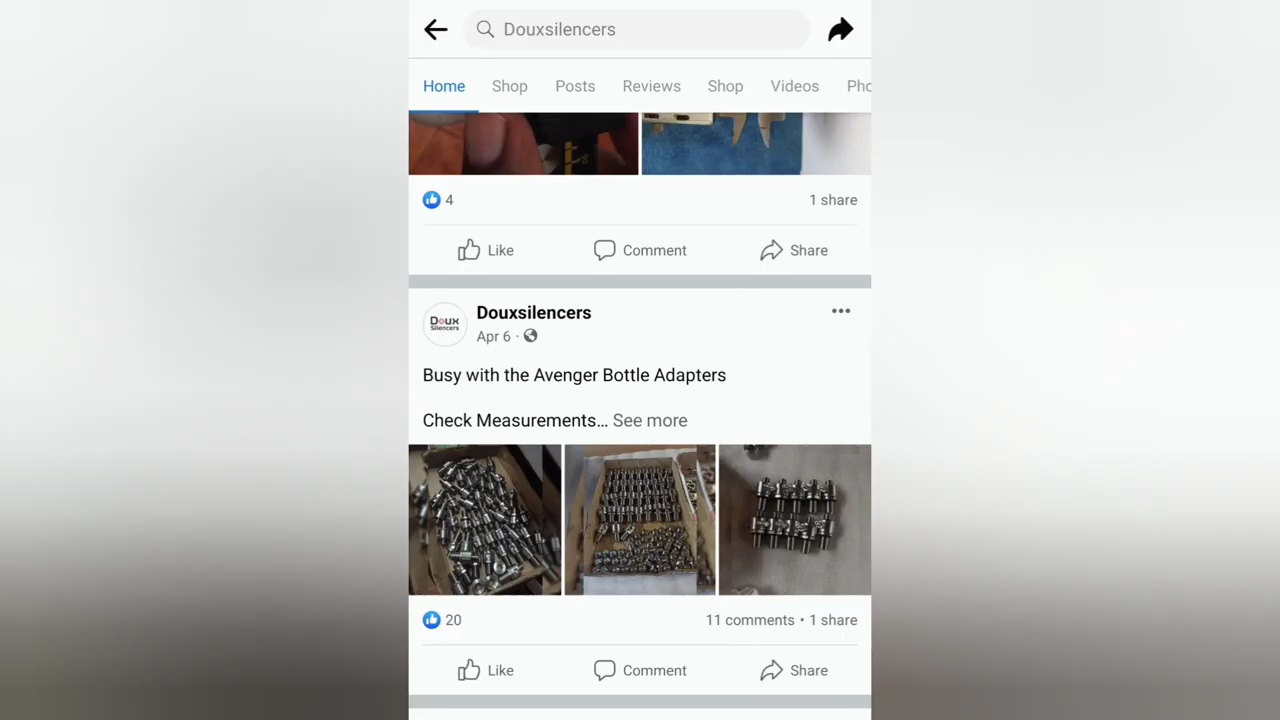 Douxsilencers
Home Shop Posts Reviews Shop Videos Pho
4 1 share
Like Comment Share
Douxsilencers
Doux
Silencers
Apr 6 ·
Busy with the Avenger Bottle Adapters
Check Measurements... See more
20 11 comments • 1 share
Like Comment Share